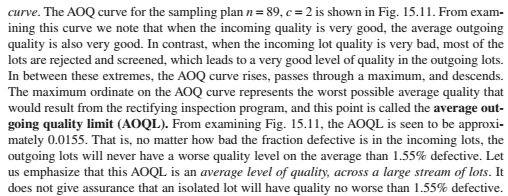 curve. The AOQ curve for the sampling plan n = 89, c = 2 is shown in Fig. 15.11. From exam-
ining this curve we note that when the incoming quality is very good, the average outgoing
quality is also very good. In contrast, when the incoming lot quality is very bad, most of the
lots are rejected and screened, which leads to a very good level of quality in the outgoing lots.
In between these extremes, the AOQ curve rises, passes through a maximum, and descends.
The maximum ordinate on the AOQ curve represents the worst possible average quality that
would result from the rectifying inspection program, and this point is called the average out-
going quality limit (AOQL). From examining Fig. 15.11, the AOQL is seen to be approxi-
mately 0.0155. That is, no matter how bad the fraction defective is in the incoming lots, the
outgoing lots will never have a worse quality level on the average than 1.55% defective. Let
us emphasize that this AOQL is an average level of quality, across a large stream of lots. It
does not give assurance that an isolated lot will have quality no worse than 1.55% defective.